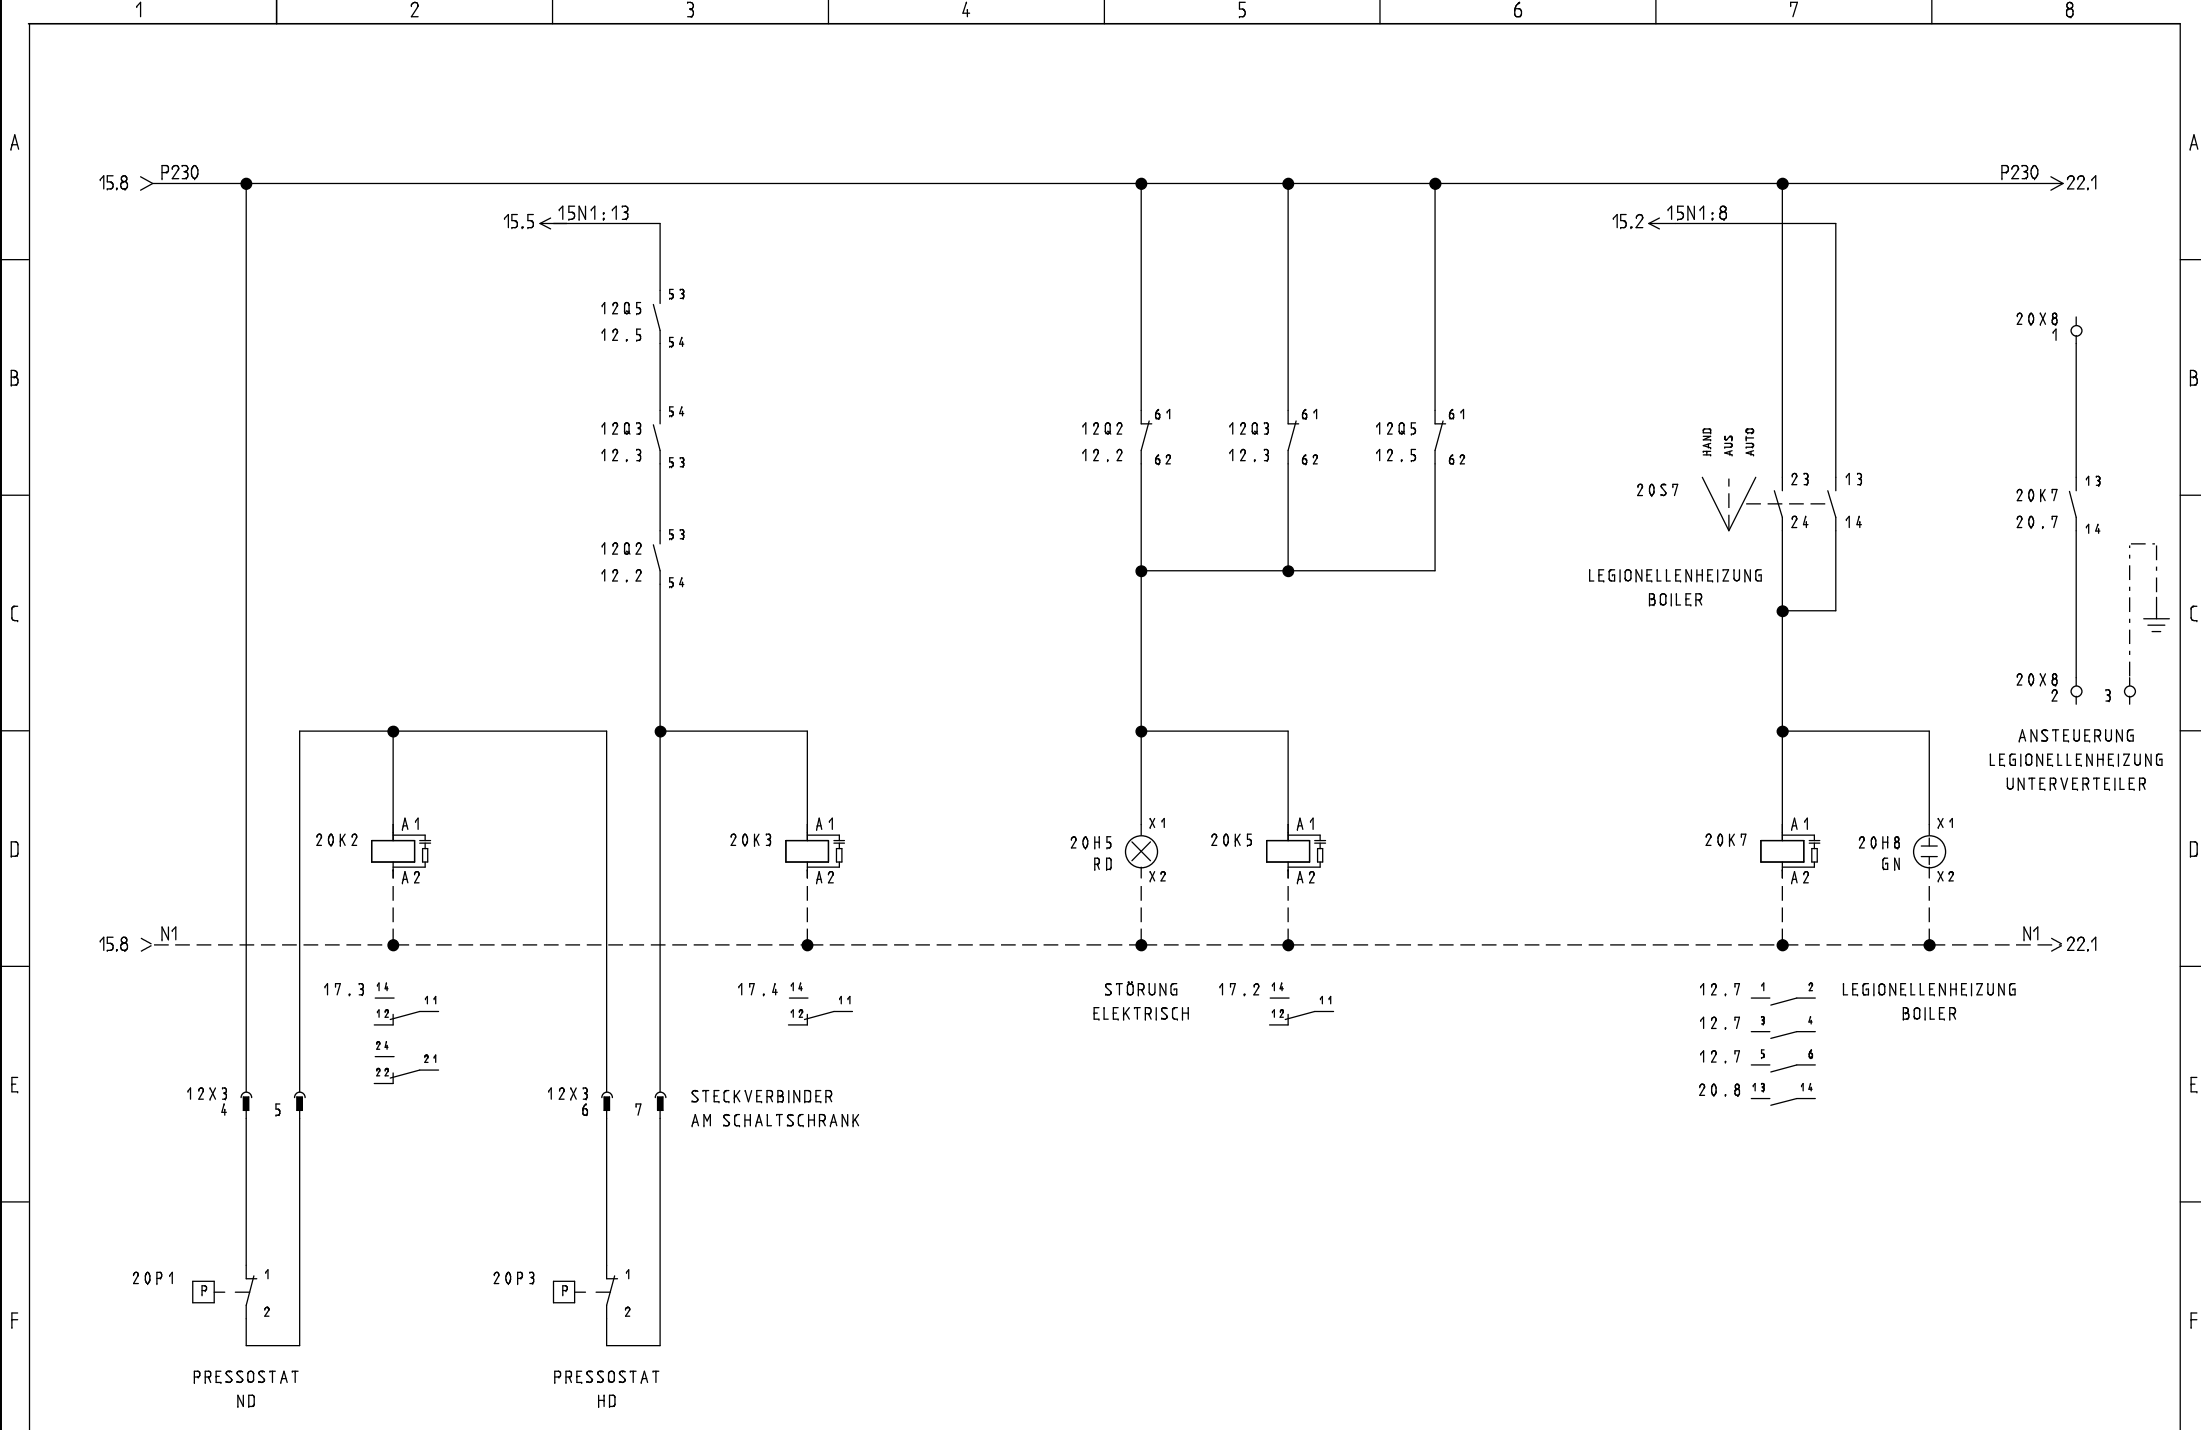 1 2 3 4 5 6 7 8
A A
15.8 P230 P230 22.1
15.5 15N1:13 15.2 15N1:8
53
12Q5
12.5
54
20X8
1
B B
54
12Q3
12.3
53
61
12Q2
12.2
62
61
12Q3
12.3
62
61
12Q5
12.5
62
HAND
AUS
AUTO
20S7
23
24
13
14
13
20K7
20.7
14
53
12Q2
12.2
54
LEGIONELLENHEIZUNG
BOILER
C C
20X8
2 3
ANSTEUERUNG
LEGIONELLENHEIZUNG
UNTERVERTEILER
D D
A1
20K2
A2
A1
20K3
A2
X1
20H5
RD
X2
A1
20K5
A2
A1
20K7
A2
X1
20H8
GN
X2
15.8 N1 N1 22.1
17.3 14
11
12
24
21
22
17.4 14
11
12
STÖRUNG
ELEKTRISCH
17.2 14
11
12
12.7 1 2
12.7 3 4
12.7 5 6
20.8 13 14
LEGIONELLENHEIZUNG
BOILER
E E
12X3
4 5
12X3
6 7
STECKVERBINDER
AM SCHALTSCHRANK
20P1 P 1
2
20P3 P 1
2
F F
PRESSOSTAT
ND
PRESSOSTAT
HD